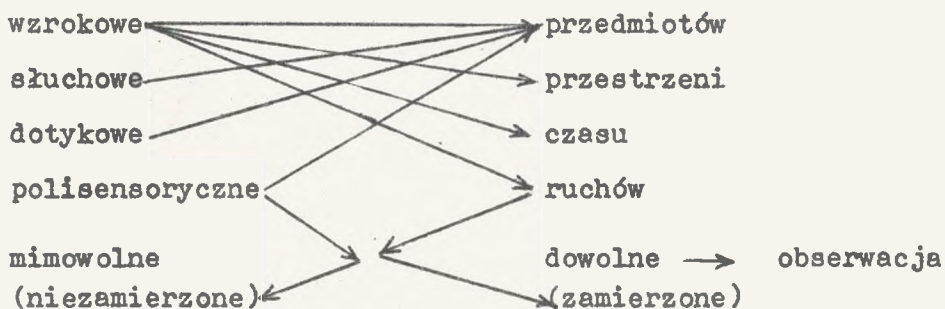 wzrokowe przedmiotów
słuchowe przestrzeni
dotykowe czasu
polisensoryczne ruchów
mimowolne dowolne obserwacja
(niezamierzone) (zamierzone)